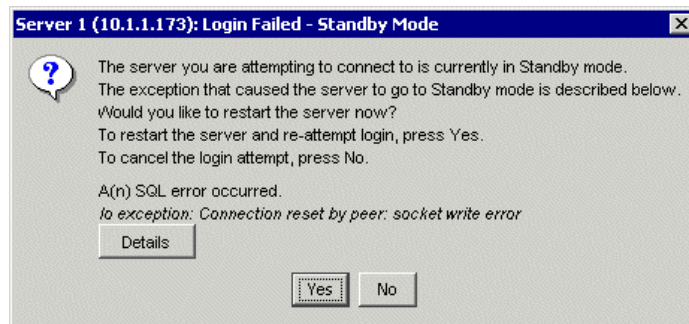 Server 1 (10.1.1.173): Login Failed - Standby Mode
The server you are attempting to connect to is currently in Standby mode.
The exception that caused the server to go to Standby mode is described below.
Would you like to restart the server now?
To restart the server and re-attempt login, press Yes.
To cancel the login attempt, press No.
A(n) SQL error occurred.
Io exception: Connection reset by peer: socket write error
Details
Yes No